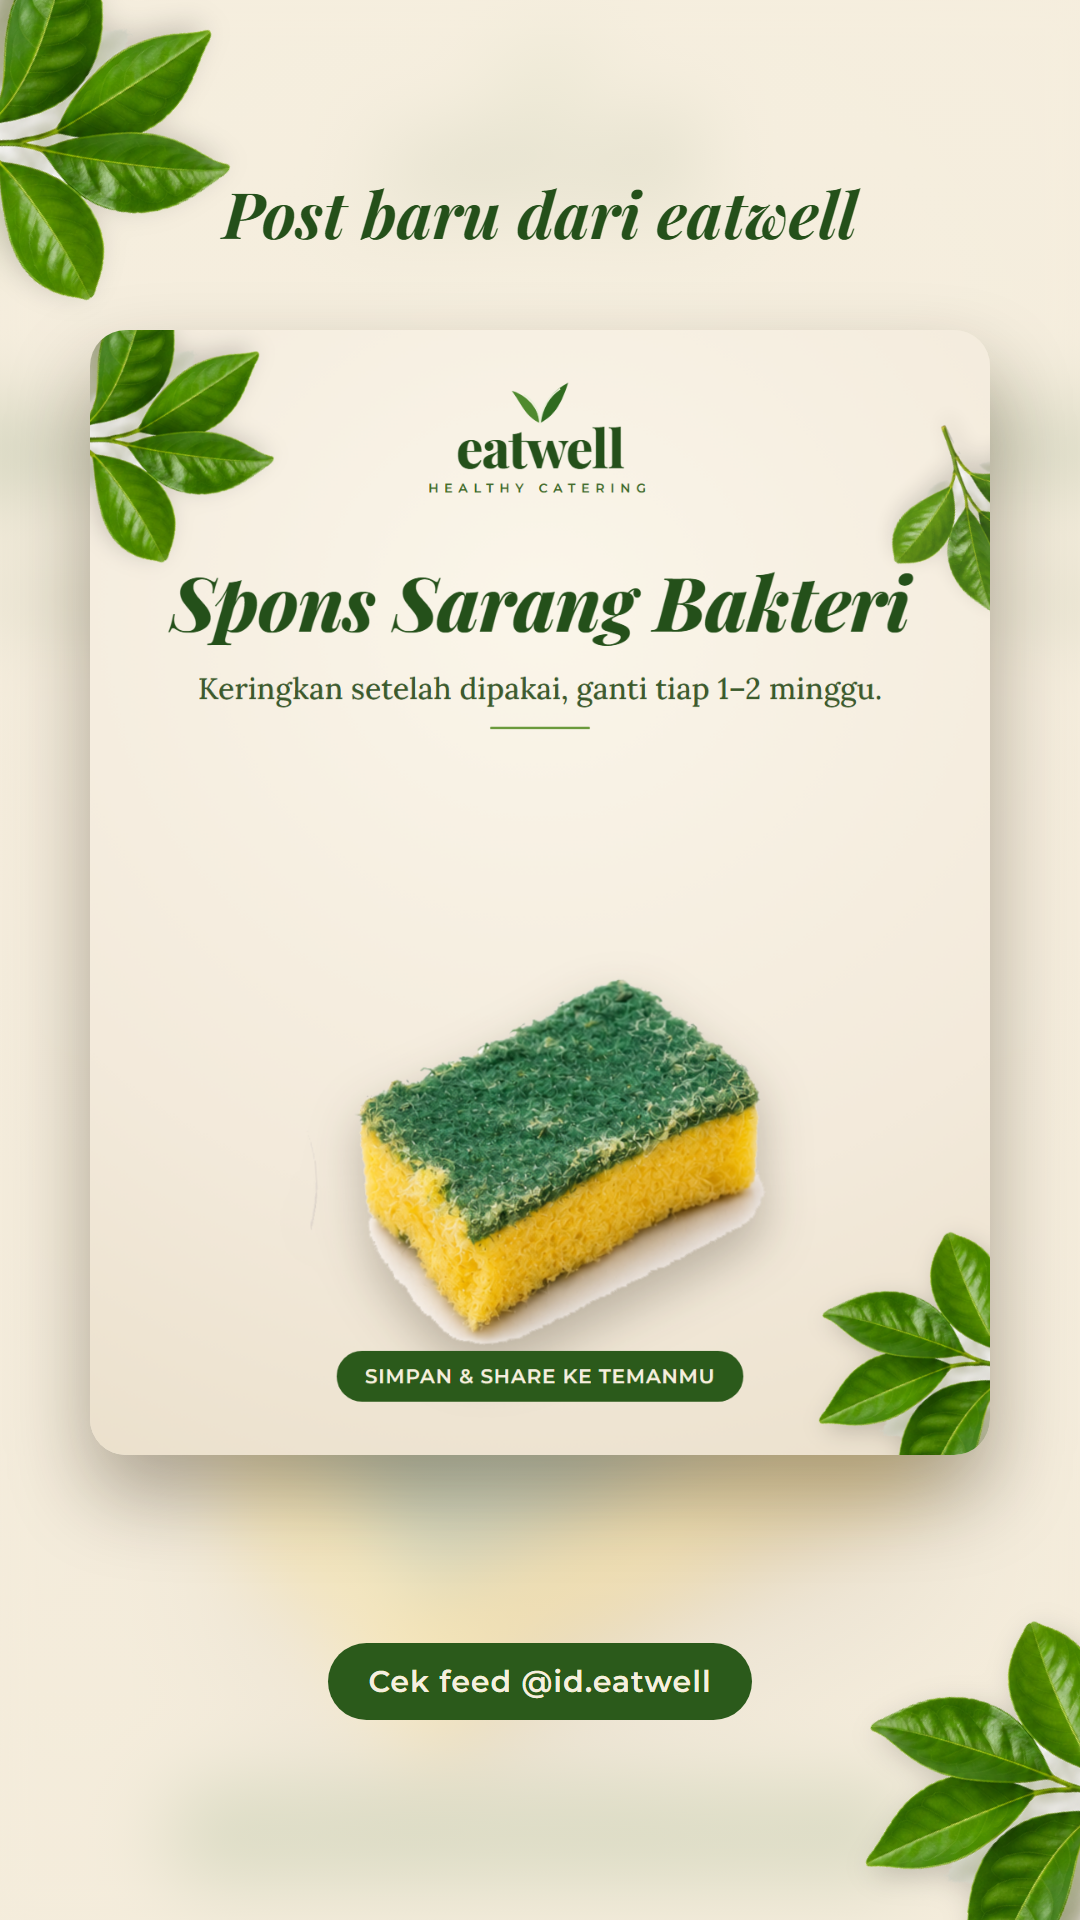 Post baru dari eatwell
eatwell
HEALTHY CATERING
Spons Sarang Bakteri
Keringkan setelah dipakai, ganti tiap 1–2 minggu.
SIMPAN & SHARE KE TEMANMU
Cek feed @id.eatwell